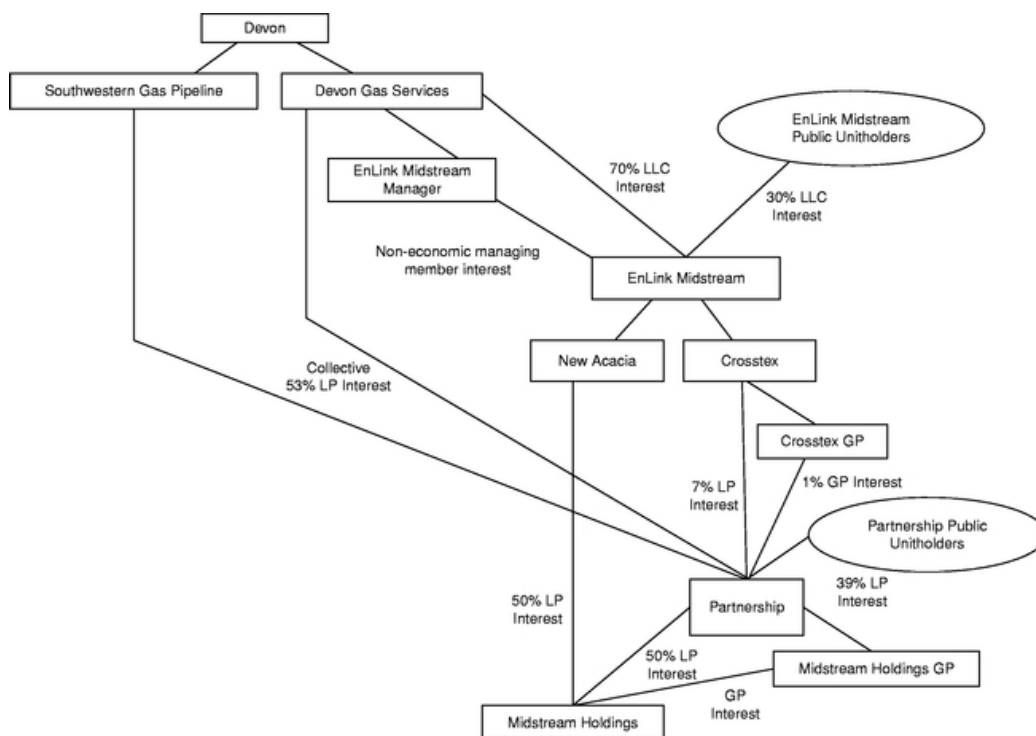 Devon
Southwestern Gas Pipeline
Devon Gas Services
EnLink Midstream
Public Unitholders
EnLink Midstream
Manager
70% LLC
Interest
30% LLC
Interest
Non-economic managing
member interest
EnLink Midstream
New Acacia
Crosstex
Collective
53% LP Interest
Crosstex GP
7% LP
Interest
1% GP Interest
Partnership Public
Unitholders
50% LP
Interest
Partnership
39% LP
Interest
50% LP
Interest
Midstream Holdings GP
GP
Interest
Midstream Holdings